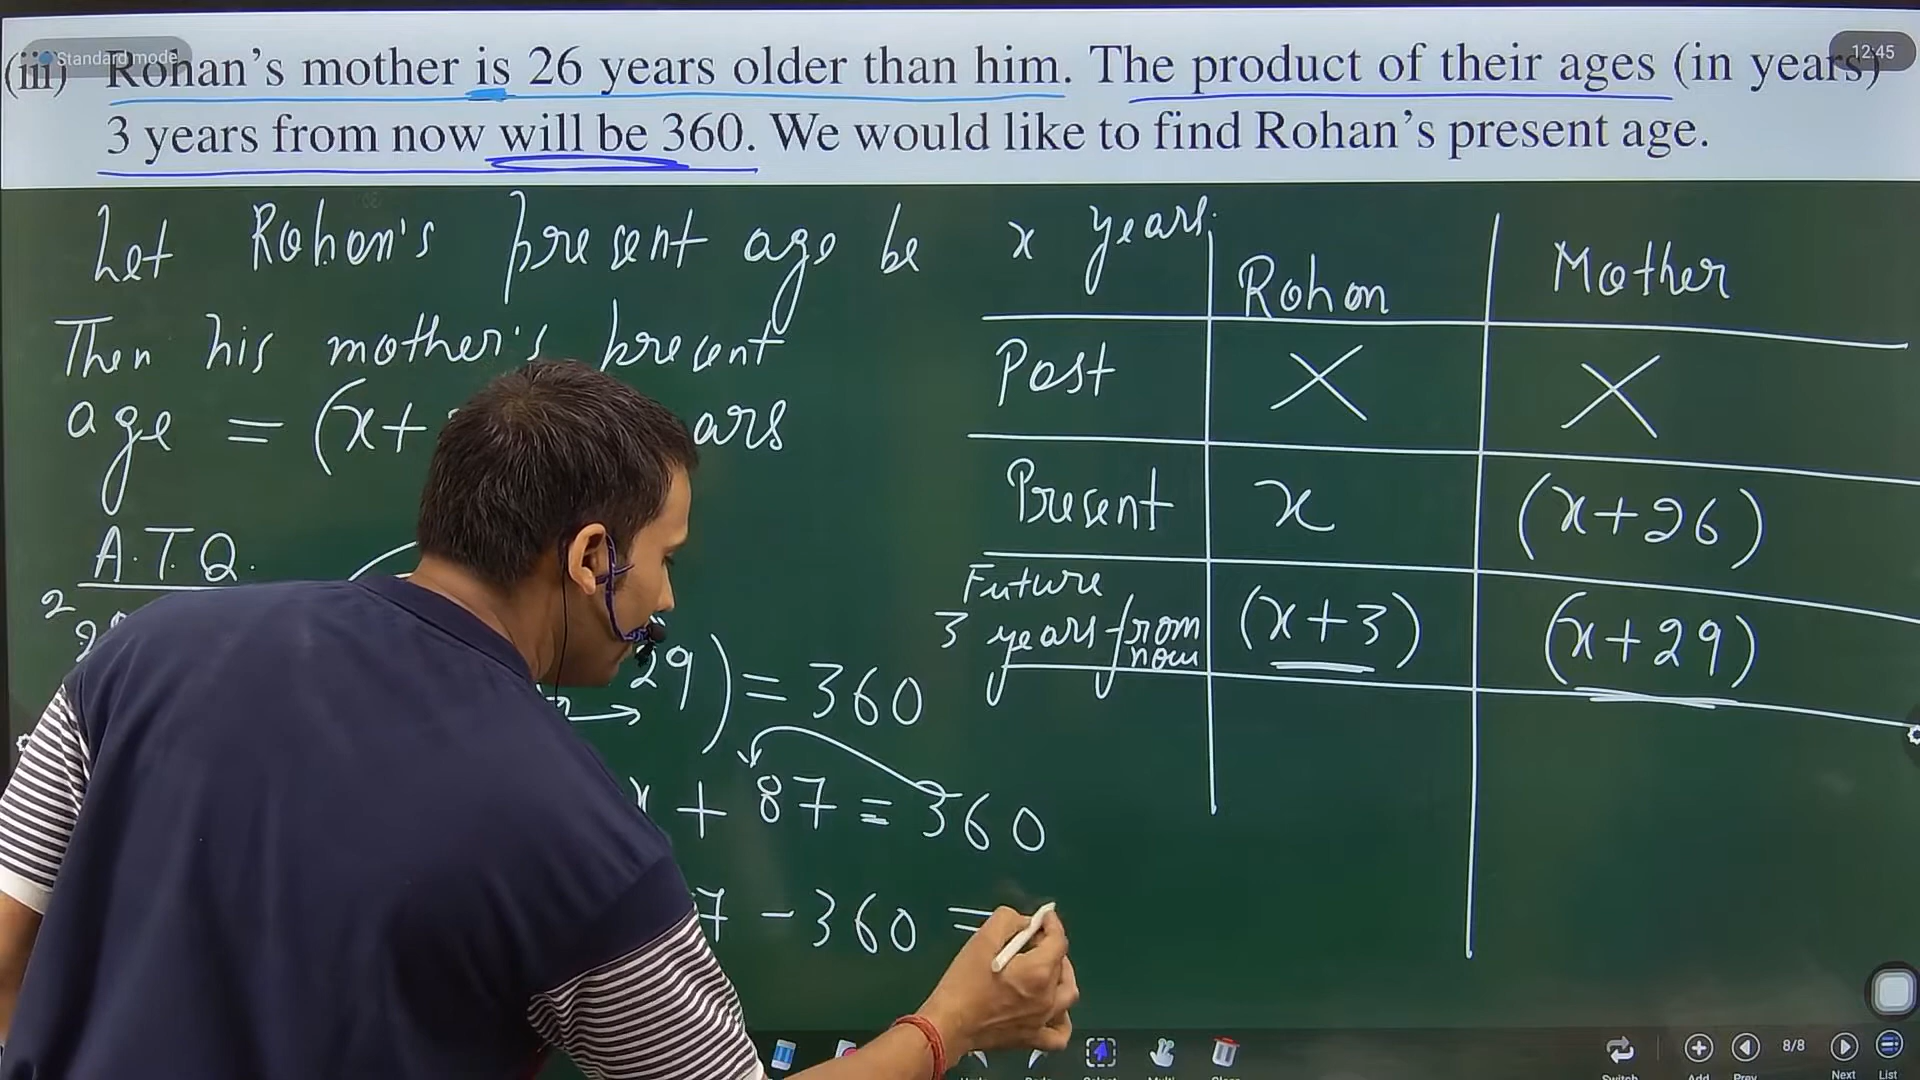 Standard mode
12:45
(iii) Rohan's mother is 26 years older than him. The product of their ages (in years)
3 years from now will be 360. We would like to find Rohan's present age.
Let Rohan's present age be x years.
Then his mother's present
age = (x+ ars
A.T.Q.
2
29) = 360
x + 87 = 360
7 - 360 =
Rohan Mother
Past X X
Present x (x+26)
Future
3 years from now (x+3) (x+29)
Switch Add Prev 8/8 Next List